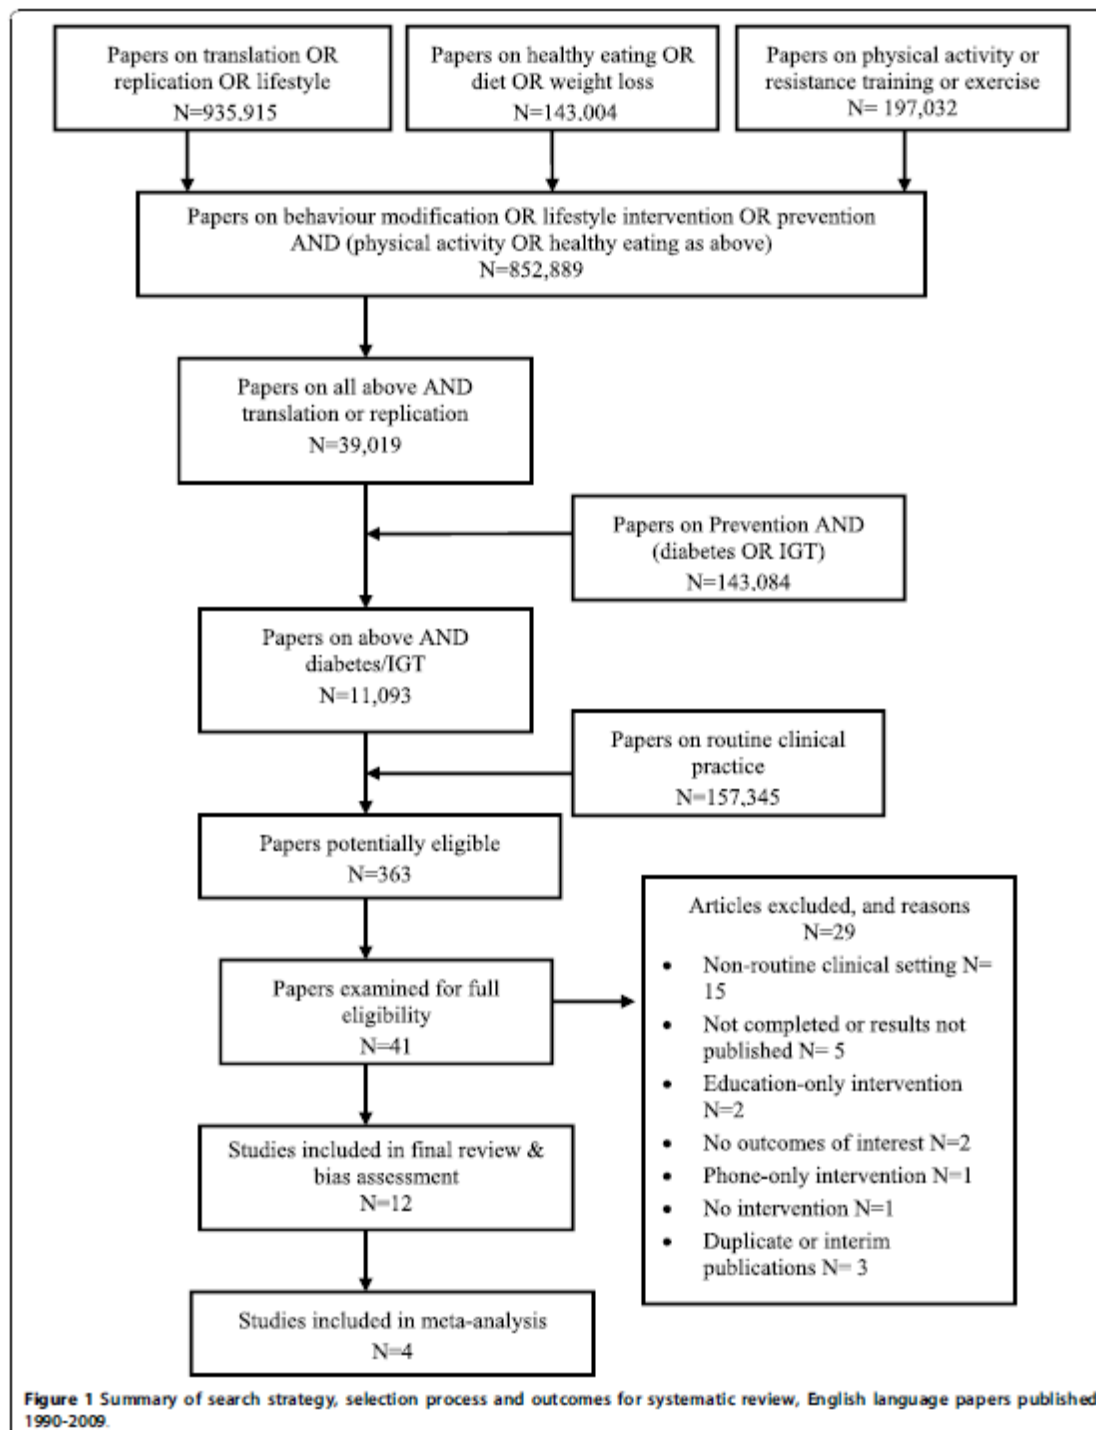 Papers on translation OR
replication OR lifestyle
N=935,915
Papers on healthy eating OR
diet OR weight loss
N=143,004
Papers on physical activity or
resistance training or exercise
N= 197,032
Papers on behaviour modification OR lifestyle intervention OR prevention
AND (physical activity OR healthy eating as above)
N=852,889
Papers on all above AND
translation or replication
N=39,019
Papers on Prevention AND
(diabetes OR IGT)
N=143,084
Papers on above AND
diabetes/IGT
N=11,093
Papers on routine clinical
practice
N=157,345
Papers potentially eligible
N=363
Papers examined for full
eligibility
N=41
Articles excluded, and reasons
N=29
• Non-routine clinical setting N=
15
• Not completed or results not
published N= 5
• Education-only intervention
N=2
• No outcomes of interest N=2
• Phone-only intervention N=1
• No intervention N=1
• Duplicate or interim
publications N= 3
Studies included in final review &
bias assessment
N=12
Studies included in meta-analysis
N=4
Figure 1 Summary of search strategy, selection process and outcomes for systematic review, English language papers published
1990-2009.